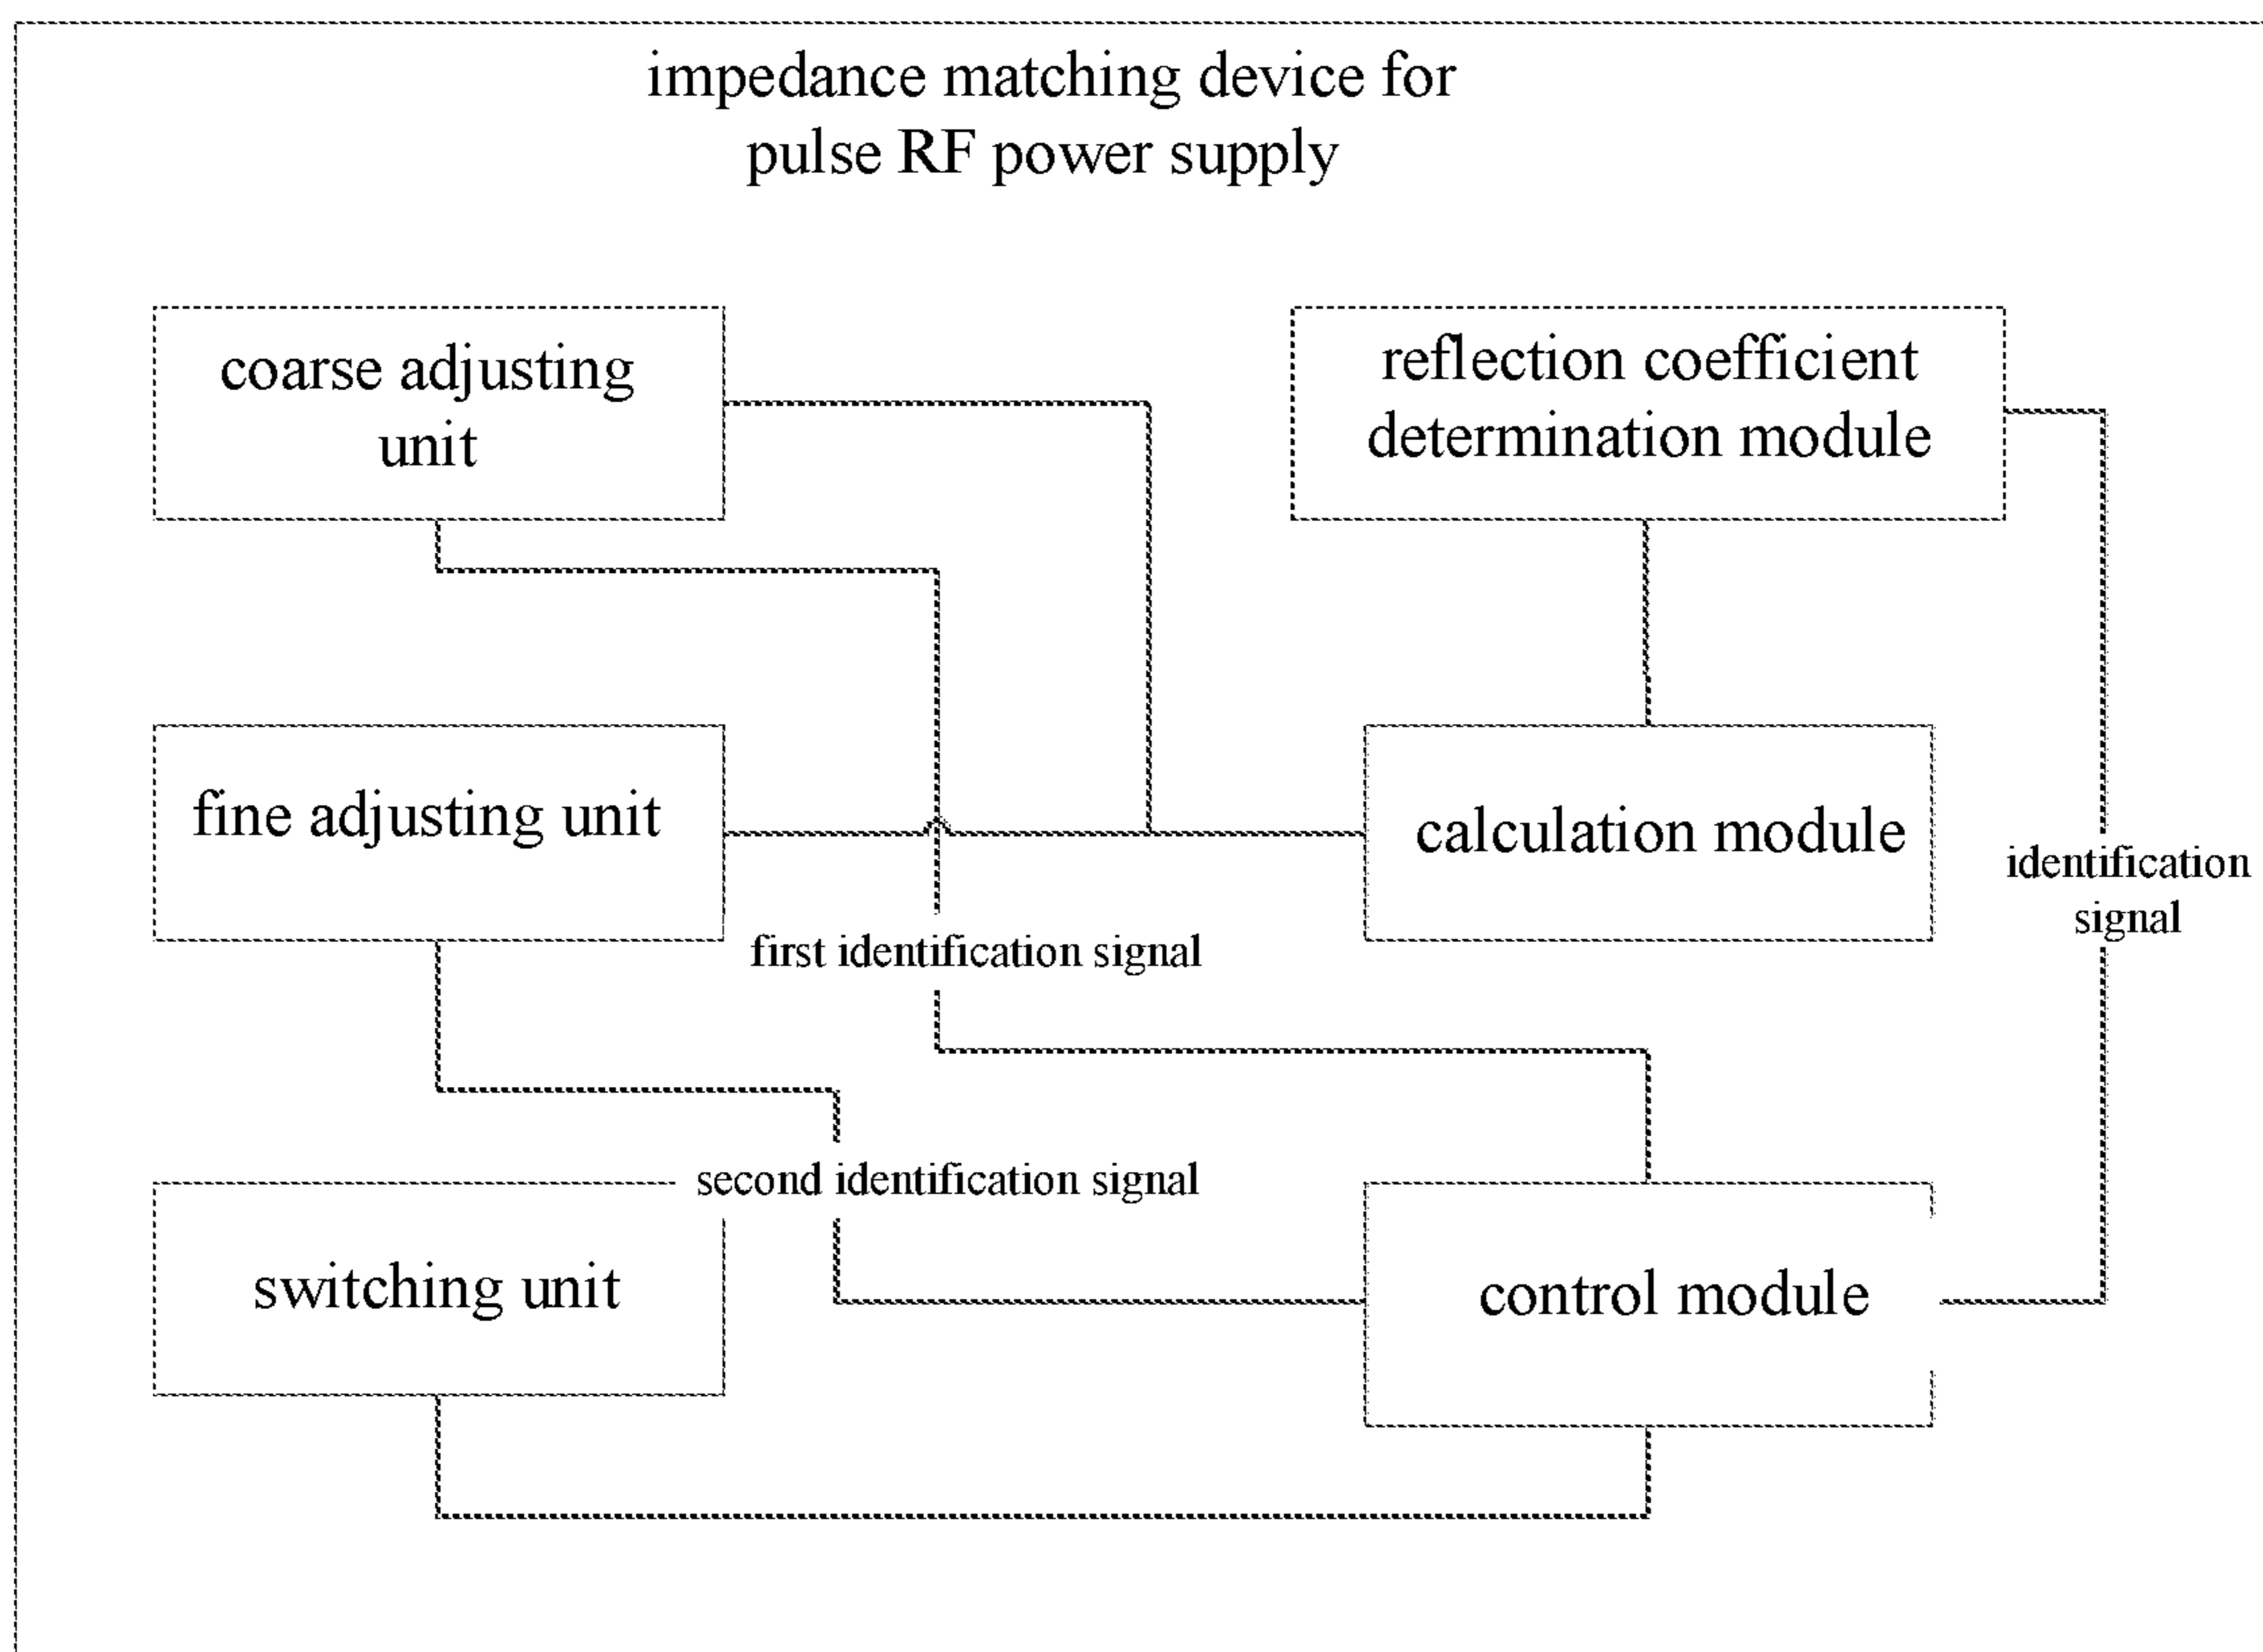 impedance matching device for
pulse RF power supply
coarse adjusting
unit
reflection coefficient
determination module
fine adjusting unit
calculation module
identification
signal
first identification signal
second identification signal
switching unit
control module